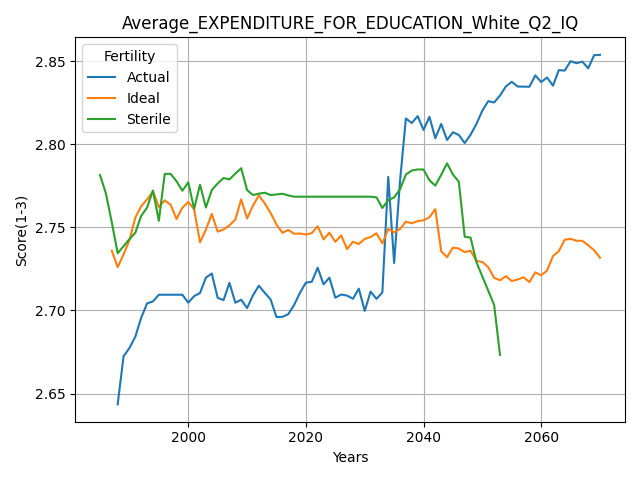 Average_EXPENDITURE_FOR_EDUCATION_White_Q2_IQ
Fertility
Actual
Ideal
Sterile
Score(1-3)
2.85
2.80
2.75
2.70
2.65
2000
2020
2040
2060
Years